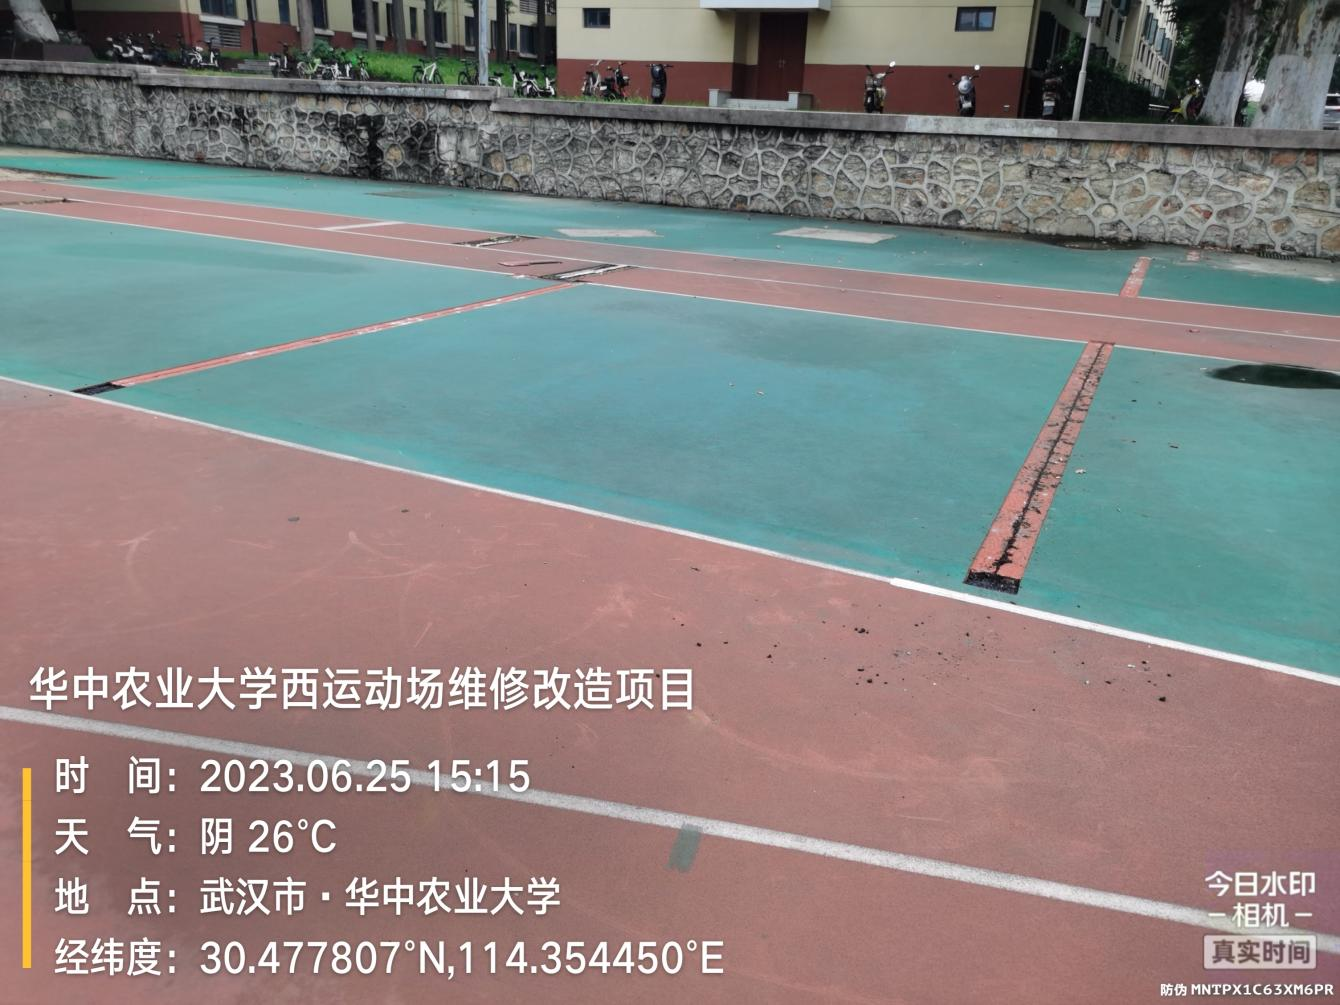 华中农业大学西运动场维修改造项目
时 间：2023.06.25 15:15
天 气：阴 26℃
地 点：武汉市·华中农业大学
经纬度：30.477807°N,114.354450°E
今日水印
－相机－
真实时间
防伪 MNTPX1C63XM6PR